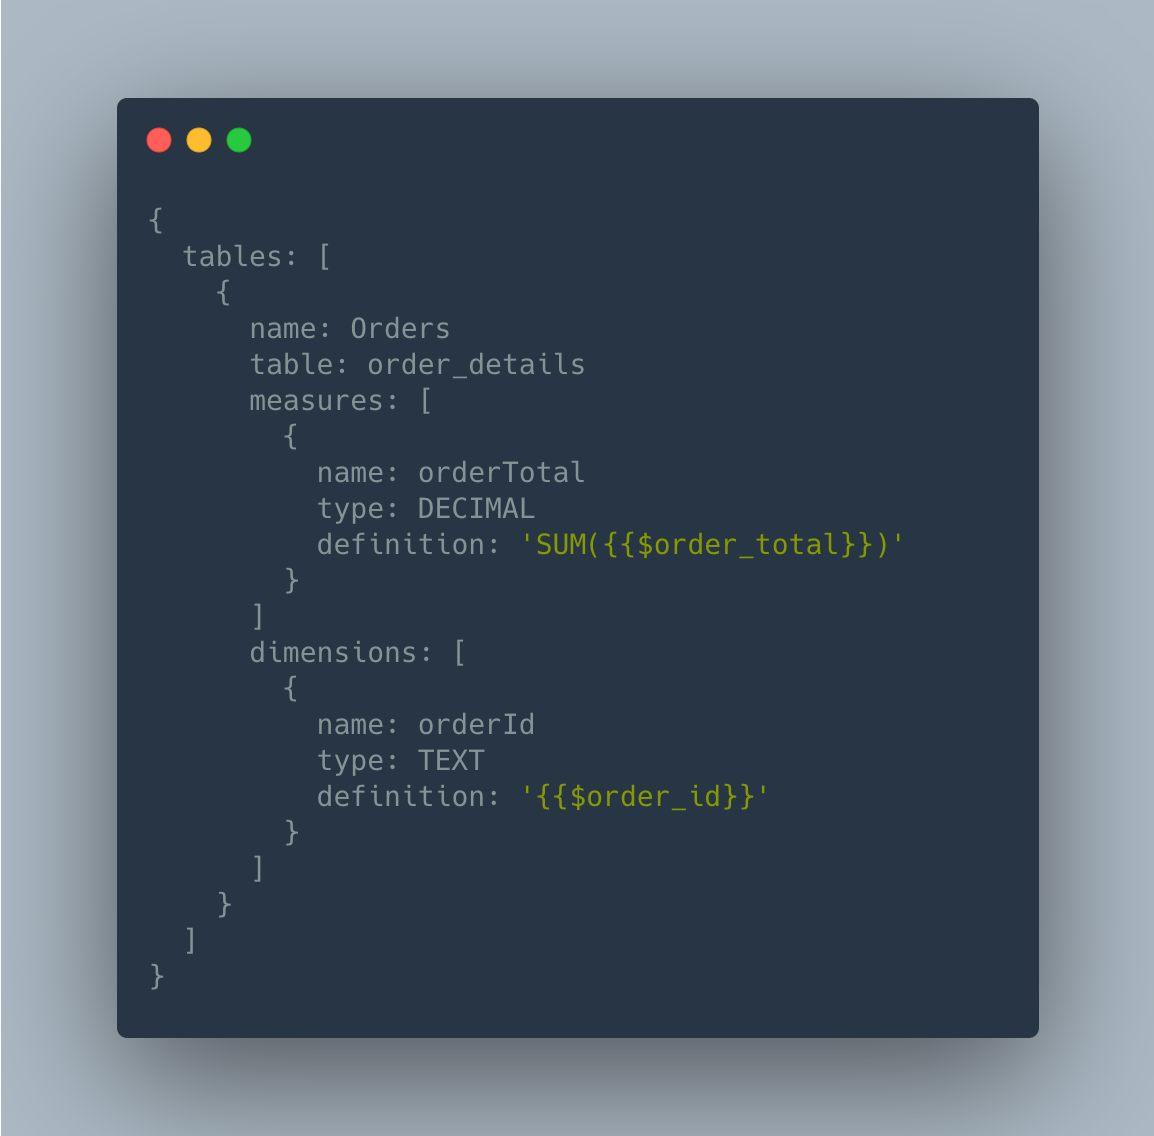 {
  tables: [
    {
      name: Orders
      table: order_details
      measures: [
        {
          name: orderTotal
          type: DECIMAL
          definition: 'SUM({{$order_total}})'
        }
      ]
      dimensions: [
        {
          name: orderId
          type: TEXT
          definition: '{{$order_id}}'
        }
      ]
    }
  ]
}